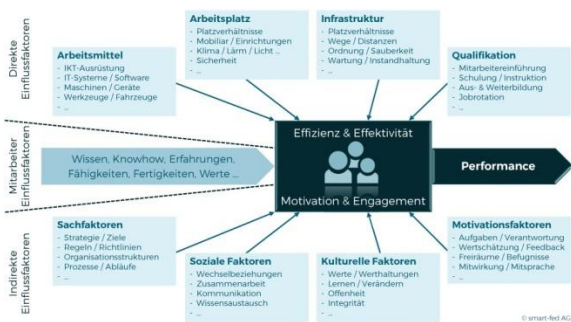 Direkte
Einflussfaktoren
Arbeitsmittel
- IKT-Ausrüstung
- IT-Systeme / Software
- Maschinen / Geräte
- Werkzeuge / Fahrzeuge
- ...
Arbeitsplatz
- Platzverhältnisse
- Mobiliar / Einrichtungen
- Klima / Lärm / Licht ...
- Sicherheit
- ...
Infrastruktur
- Platzverhältnisse
- Wege / Distanzen
- Ordnung / Sauberkeit
- Wartung / Instandhaltung
- ...
Qualifikation
- Mitarbeitereinführung
- Schulung / Instruktion
- Aus- & Weiterbildung
- Jobrotation
- ...
Mitarbeiter
Einflussfaktoren
Wissen, Knowhow, Erfahrungen,
Fähigkeiten, Fertigkeiten, Werte ...
Effizienz & Effektivität
Motivation & Engagement
Performance
Indirekte
Einflussfaktoren
Sachfaktoren
- Strategie / Ziele
- Regeln / Richtlinien
- Organisationsstrukturen
- Prozesse / Abläufe
- ...
Soziale Faktoren
- Wechselbeziehungen
- Zusammenarbeit
- Kommunikation
- Wissensaustausch
- ...
Kulturelle Faktoren
- Werte / Werthaltungen
- Lernen / Verändern
- Offenheit
- Integrität
- ...
Motivationsfaktoren
- Aufgaben / Verantwortung
- Wertschätzung / Feedback
- Freiräume / Befugnisse
- Mitwirkung / Mitsprache
- ...
© smart-fed AG